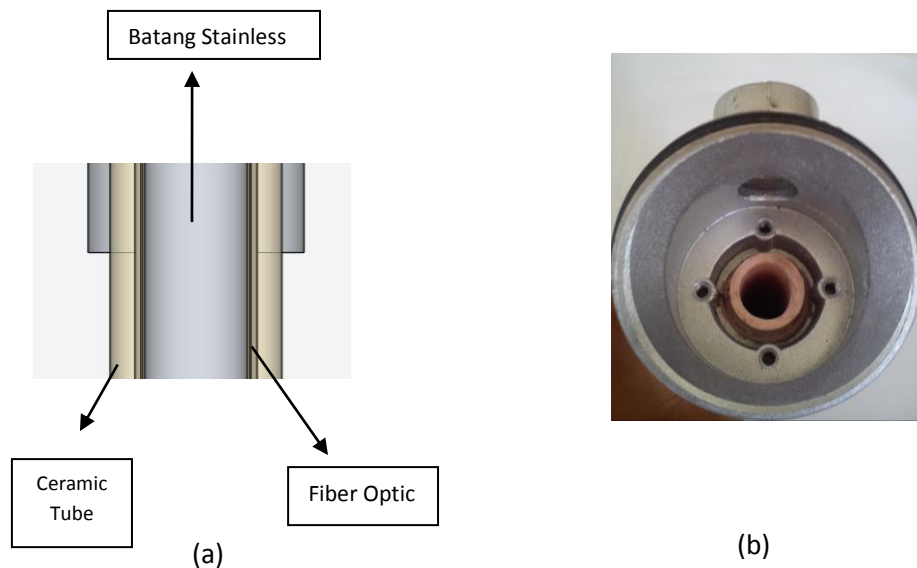 Batang Stainless
Ceramic
Tube
Fiber Optic
(a)
(b)